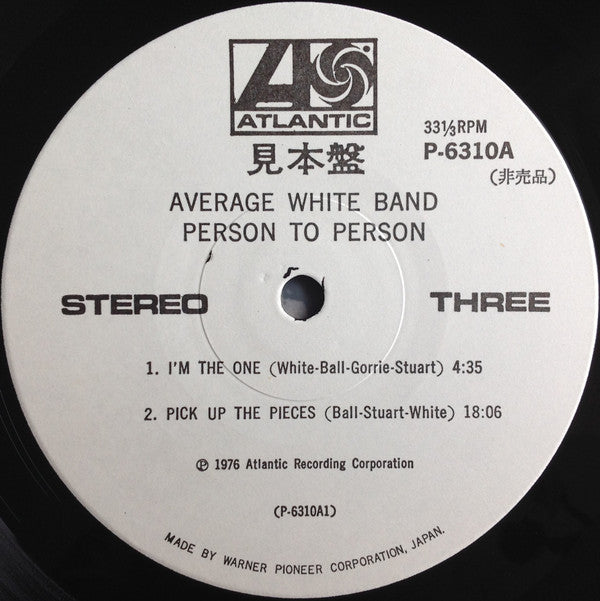 ATLANTIC
33⅓RPM
見本盤
P-6310A
(非売品)
AVERAGE WHITE BAND
PERSON TO PERSON
STEREO
THREE
1. I'M THE ONE (White-Ball-Gorrie-Stuart) 4:35
2. PICK UP THE PIECES (Ball-Stuart-White) 18:06
℗ 1976 Atlantic Recording Corporation
(P-6310A1)
MADE BY WARNER PIONEER CORPORATION, JAPAN.